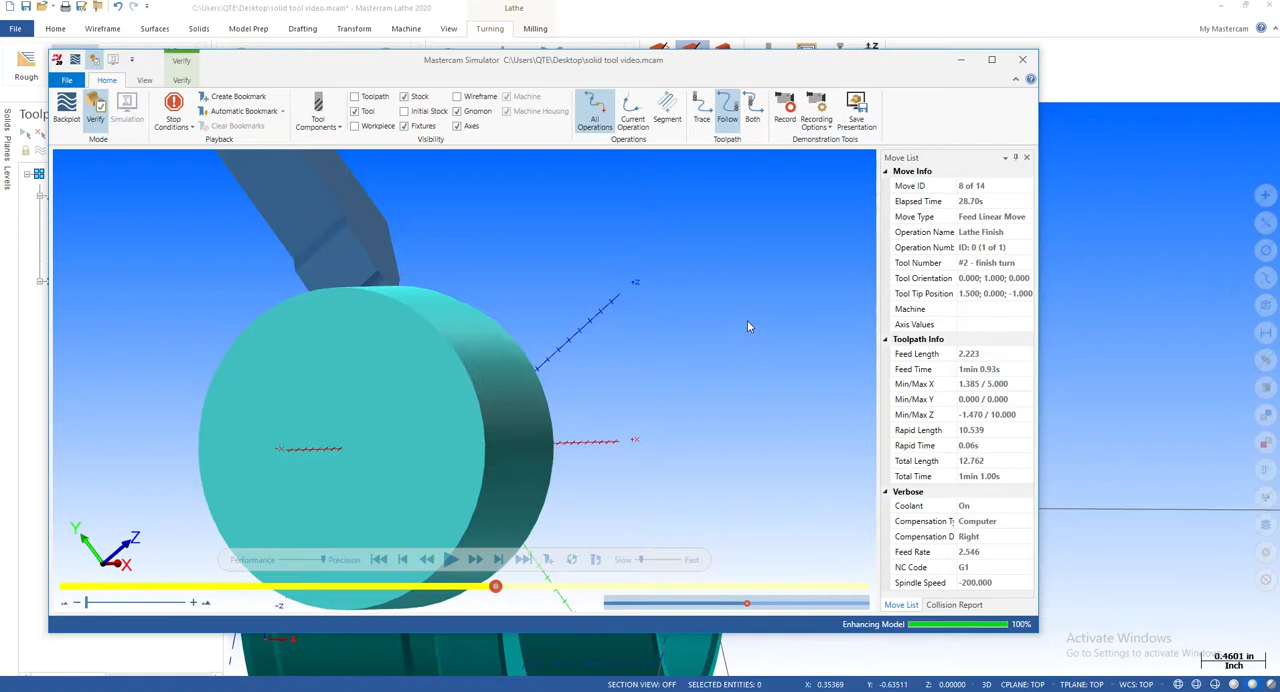 C:\Users\QTE\Desktop\solid tool video.mcam* - Mastercam Lathe 2020
Lathe
File Home Wireframe Surfaces Solids Model Prep Drafting Transform Machine View Turning Milling My Mastercam
Rough
Verify
Mastercam Simulator C:\Users\QTE\Desktop\solid tool video.mcam
File Home View Verify
Backplot
Verify
Simulation
Mode
Stop Conditions
Create Bookmark
Automatic Bookmark
Clear Bookmarks
Playback
Tool Components
Toolpath Stock Wireframe Machine
Tool Initial Stock Gnomon Machine Housing
Workpiece Fixtures Axes
Visibility
All Operations
Current Operation
Segment
Operations
Trace
Follow
Both
Toolpath
Record
Recording Options
Save Presentation
Demonstration Tools
Toolp
Solids Planes Levels
Move List
Move Info
Move ID 8 of 14
Elapsed Time 28.70s
Move Type Feed Linear Move
Operation Name Lathe Finish
Operation Numb ID: 0 (1 of 1)
Tool Number #2 - finish turn
Tool Orientation 0.000; 1.000; 0.000
Tool Tip Position 1.500; 0.000; -1.000
Machine
Axis Values
Toolpath Info
Feed Length 2.223
Feed Time 1min 0.93s
Min/Max X 1.385 / 5.000
Min/Max Y 0.000 / 0.000
Min/Max Z -1.470 / 10.000
Rapid Length 10.539
Rapid Time 0.06s
Total Length 12.762
Total Time 1min 1.00s
Verbose
Coolant On
Compensation Ty Computer
Compensation D Right
Feed Rate 2.546
NC Code G1
Spindle Speed -200.000
Move List Collision Report
+Z
-X
+X
-Z
Y
Z
X
Performance Precision Slow Fast
Enhancing Model 100%
Activate Windows
Go to Settings to activate Windows.
0.4601 in
Inch
SECTION VIEW: OFF SELECTED ENTITIES: 0 X: 0.35369 Y: -0.63511 Z: 0.00000 3D CPLANE: TOP TPLANE: TOP WCS: TOP